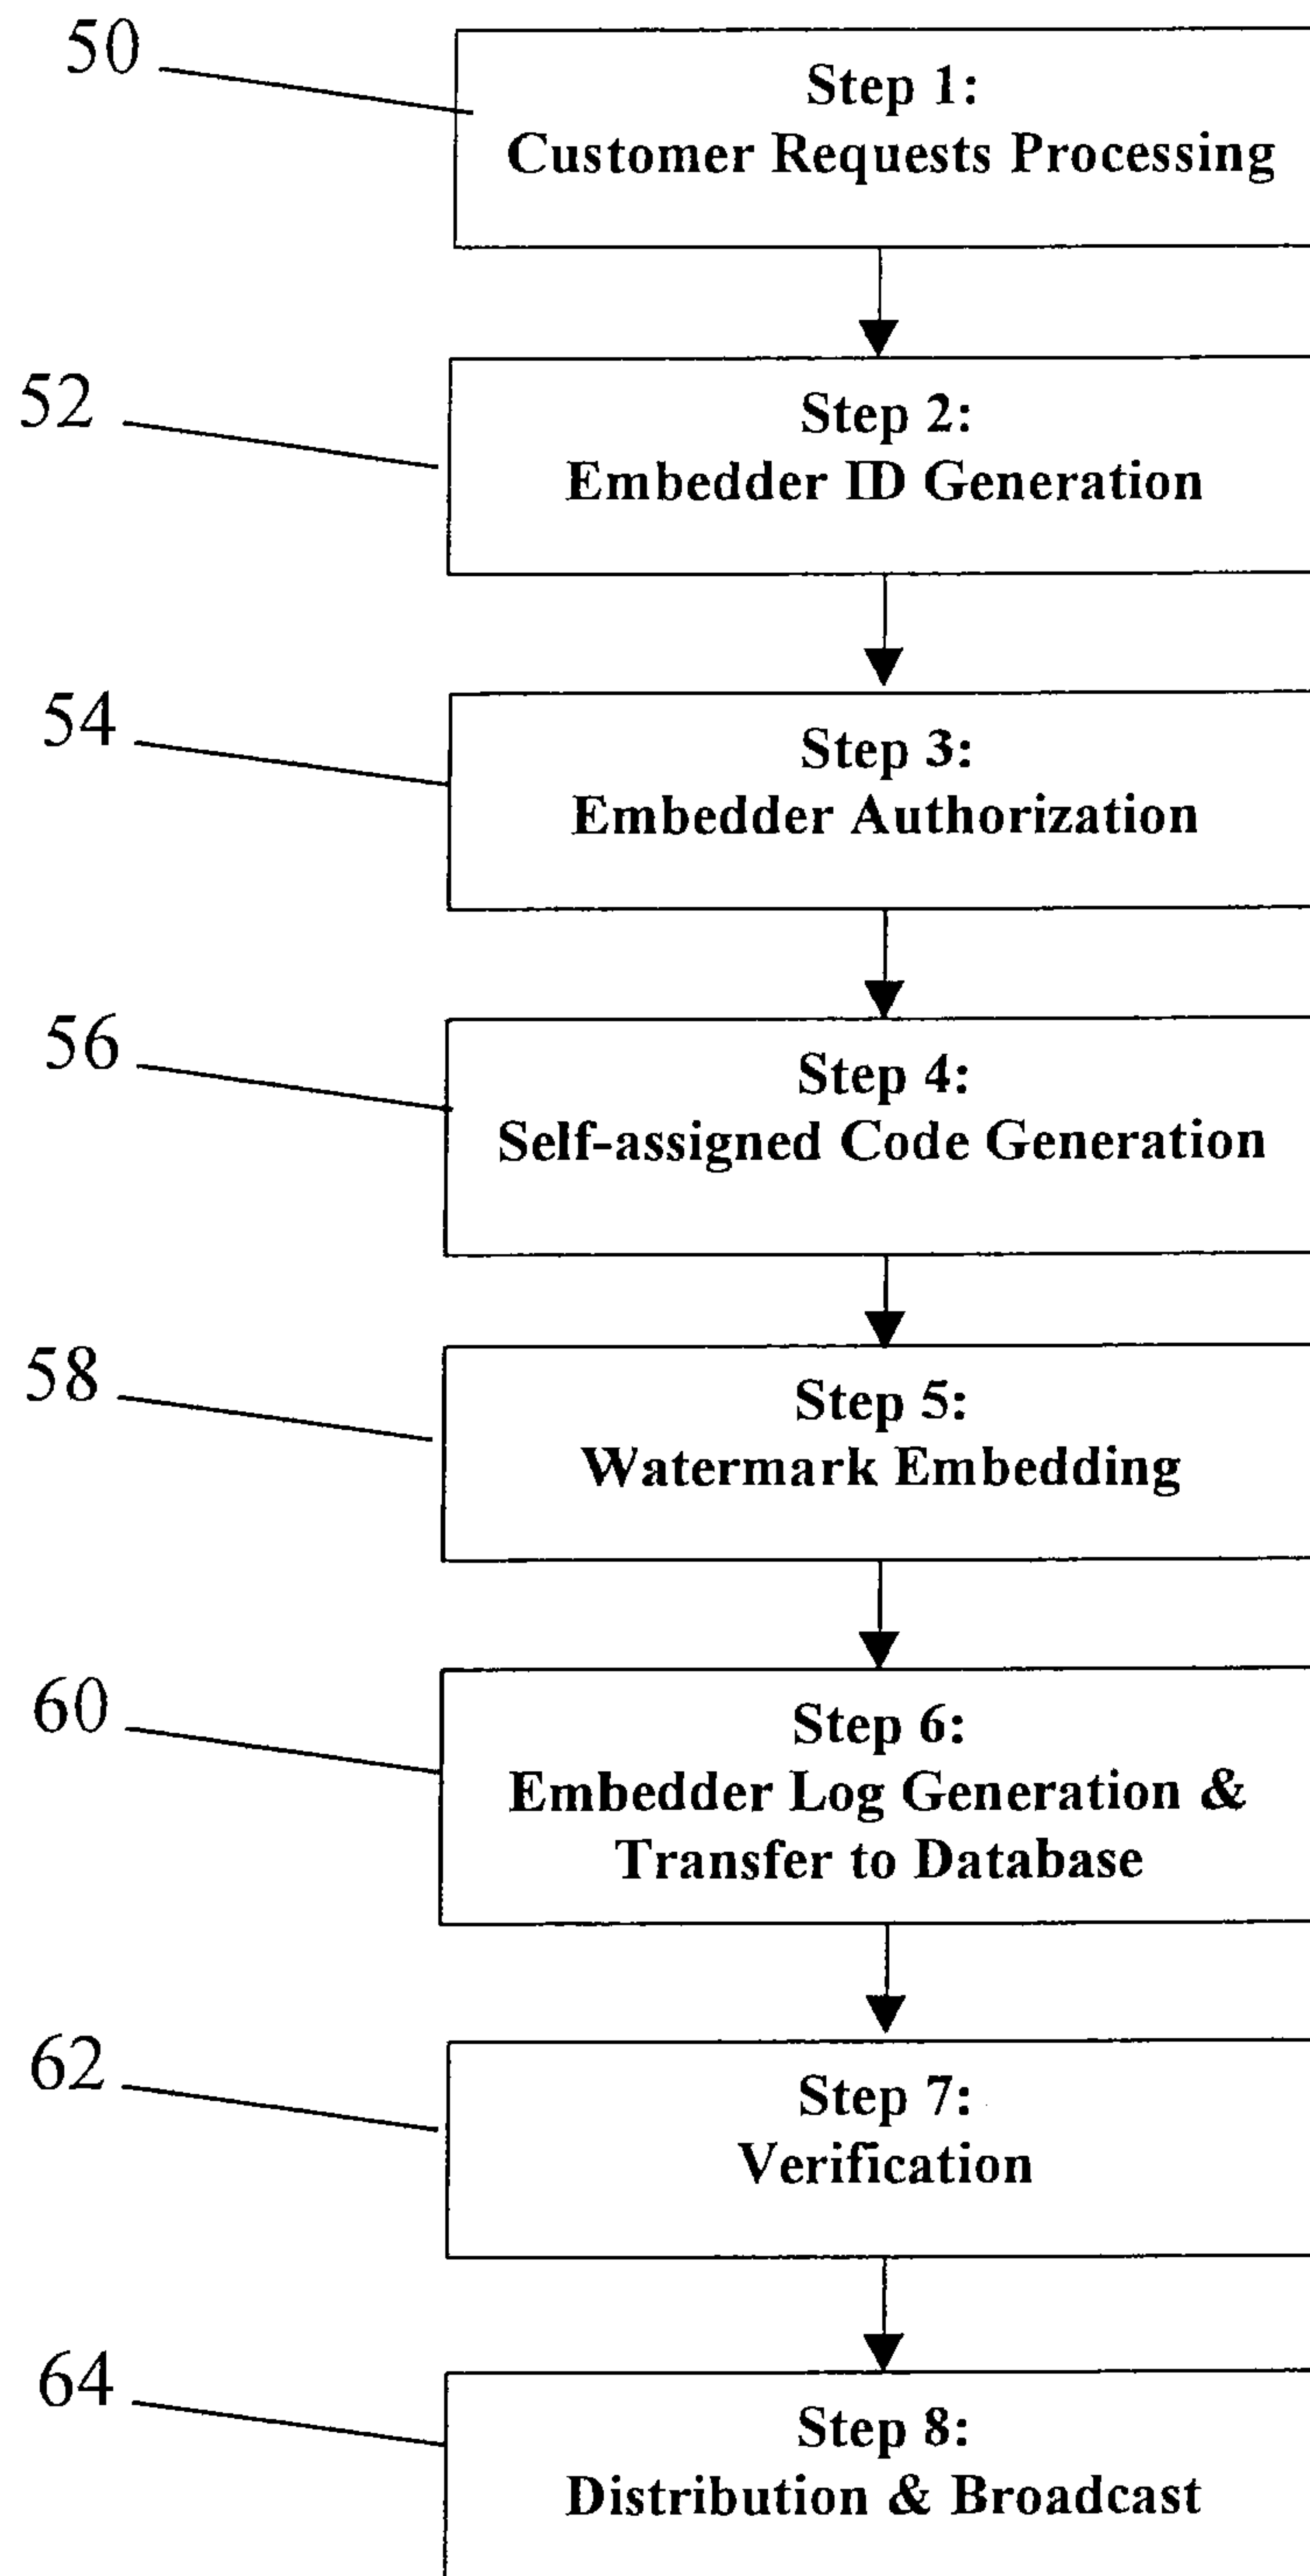 50
Step 1:
Customer Requests Processing
52
Step 2:
Embedder ID Generation
54
Step 3:
Embedder Authorization
56
Step 4:
Self-assigned Code Generation
58
Step 5:
Watermark Embedding
60
Step 6:
Embedder Log Generation &
Transfer to Database
62
Step 7:
Verification
64
Step 8:
Distribution & Broadcast